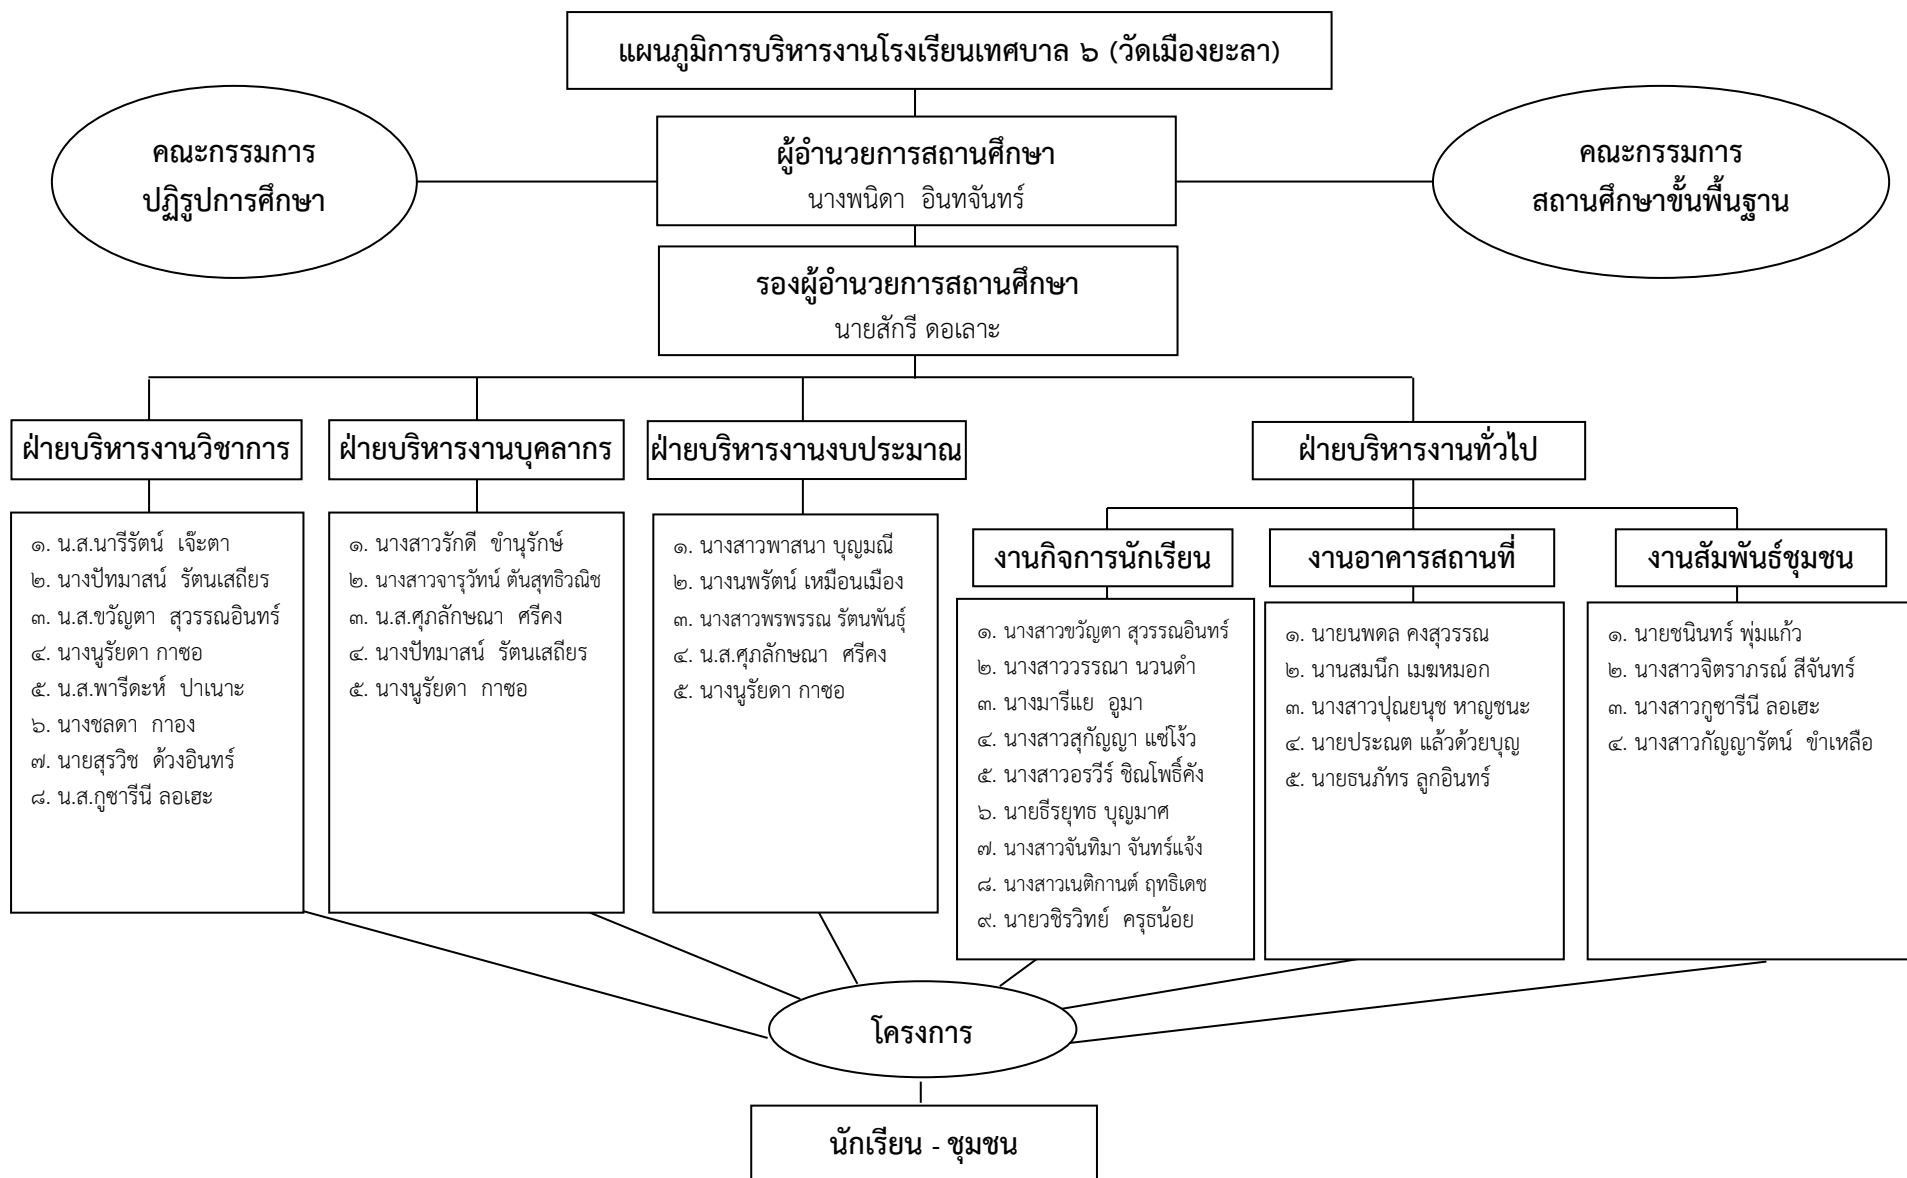 แผนภูมิการบริหารงานโรงเรียนเทศบาล ๖ (วัดเมืองยะลา)
คณะกรรมการ
ปฏิรูปการศึกษา
ผู้อำนวยการสถานศึกษา
นางพนิดา อินทจันทร์
คณะกรรมการ
สถานศึกษาขั้นพื้นฐาน
รองผู้อำนวยการสถานศึกษา
นายสักรี ดอเลาะ
ฝ่ายบริหารงานวิชาการ
ฝ่ายบริหารงานบุคลากร
ฝ่ายบริหารงานงบประมาณ
ฝ่ายบริหารงานทั่วไป
๑. น.ส.นารีรัตน์ เจ๊ะตา
๒. นางปัทมาสน์ รัตนเสถียร
๓. น.ส.ขวัญตา สุวรรณอินทร์
๔. นางนูรัยดา กาซอ
๕. น.ส.พารีดะห์ ปาเนาะ
๖. นางชลดา กาอง
๗. นายสุรวิช ด้วงอินทร์
๘. น.ส.กูซารีนี ลอเฮะ
๑. นางสาวรักดี ขำนุรักษ์
๒. นางสาวจารุวัทน์ ตันสุทธิวณิช
๓. น.ส.ศุภลักษณา ศรีคง
๔. นางปัทมาสน์ รัตนเสถียร
๕. นางนูรัยดา กาซอ
๑. นางสาวพาสนา บุญมณี
๒. นางนพรัตน์ เหมือนเมือง
๓. นางสาวพรพรรณ รัตนพันธุ์
๔. น.ส.ศุภลักษณา ศรีคง
๕. นางนูรัยดา กาซอ
งานกิจการนักเรียน
๑. นางสาวขวัญตา สุวรรณอินทร์
๒. นางสาววรรณา นวนดำ
๓. นางมารีแย อูมา
๔. นางสาวสุกัญญา แซ่โง้ว
๕. นางสาวอรวีร์ ชิณโพธิ์คัง
๖. นายธีรยุทธ บุญมาศ
๗. นางสาวจันทิมา จันทร์แจ้ง
๘. นางสาวเนติกานต์ ฤทธิเดช
๙. นายวชิรวิทย์ ครุธน้อย
งานอาคารสถานที่
๑. นายนพดล คงสุวรรณ
๒. นานสมนึก เมฆหมอก
๓. นางสาวปุณยนุช หาญชนะ
๔. นายประณต แล้วด้วยบุญ
๕. นายธนภัทร ลูกอินทร์
งานสัมพันธ์ชุมชน
๑. นายชนินทร์ พุ่มแก้ว
๒. นางสาวจิตราภรณ์ สีจันทร์
๓. นางสาวกูซารีนี ลอเฮะ
๔. นางสาวกัญญารัตน์ ขำเหลือ
โครงการ
นักเรียน - ชุมชน